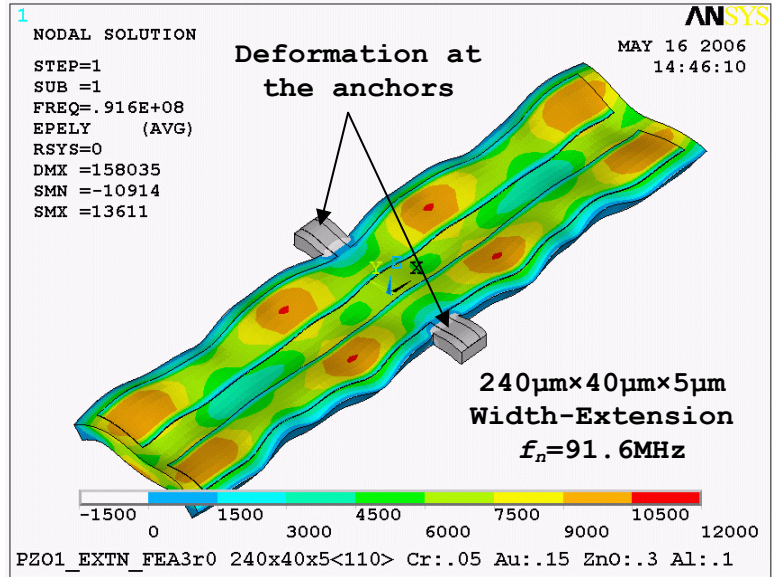 1
ANSYS
NODAL SOLUTION
MAY 16 2006
14:46:10
STEP=1
SUB =1
FREQ=.916E+08
EPELY (AVG)
RSYS=0
DMX =158035
SMN =-10914
SMX =13611
Deformation at
the anchors
Y Z X
240µm×40µm×5µm
Width-Extension
fn=91.6MHz
-1500 1500 4500 7500 10500
0 3000 6000 9000 12000
PZO1_EXTN_FEA3r0 240x40x5<110> Cr:.05 Au:.15 ZnO:.3 Al:.1